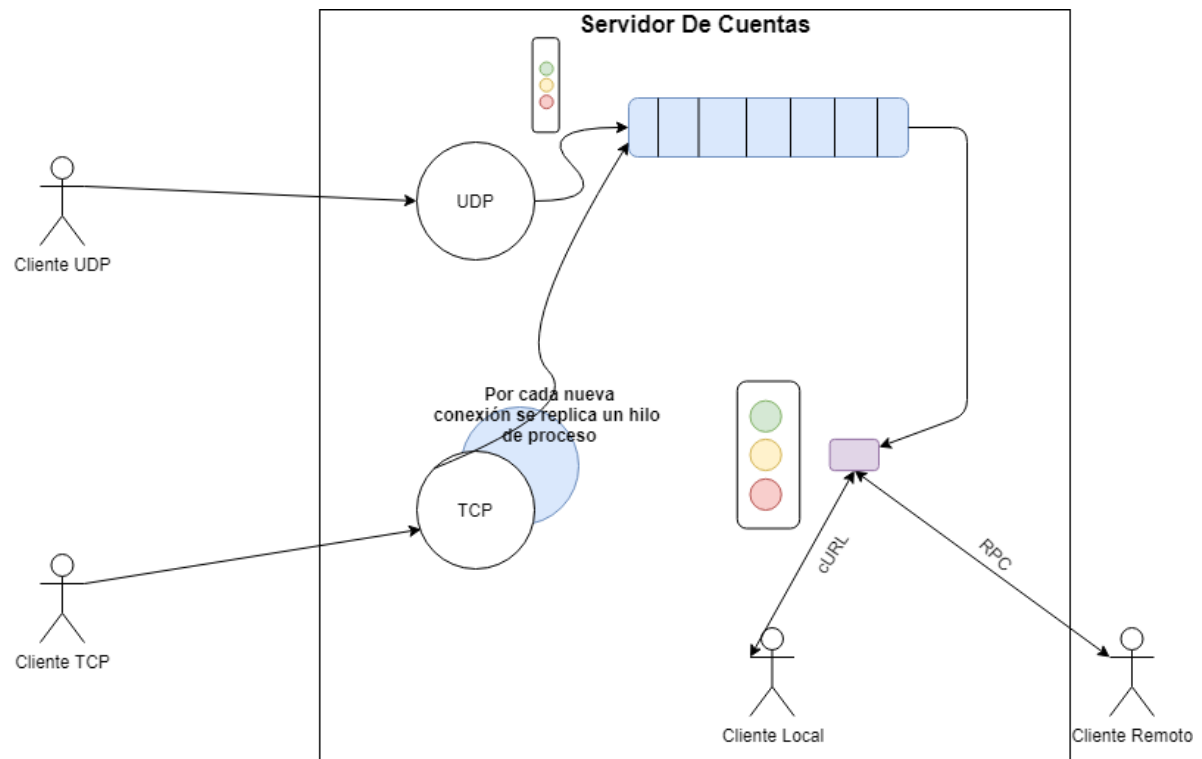 Servidor De Cuentas
UDP
Cliente UDP
Por cada nueva
conexión se replica un hilo
de proceso
TCP
cURL
RPC
Cliente TCP
Cliente Local
Cliente Remoto